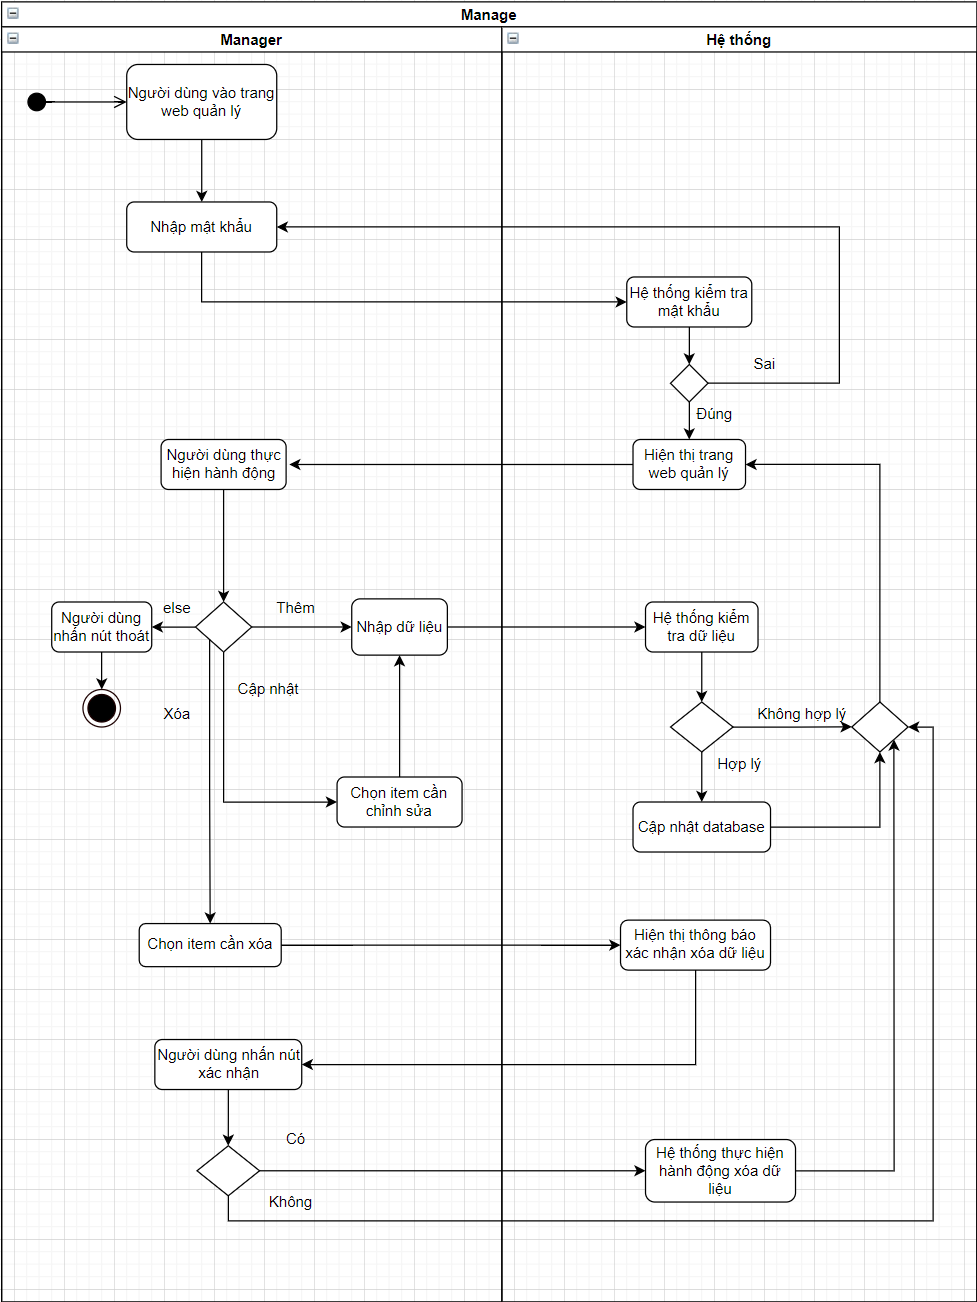 Manage
Manager
Hệ thống
Người dùng vào trang
web quản lý
Nhập mật khẩu
Hệ thống kiểm tra
mật khẩu
Sai
Đúng
Người dùng thực
hiện hành động
Hiện thị trang
web quản lý
Người dùng
nhấn nút thoát
else
Thêm
Nhập dữ liệu
Hệ thống kiểm
tra dữ liệu
Cập nhật
Xóa
Không hợp lý
Hợp lý
Chọn item cần
chỉnh sửa
Cập nhật database
Chọn item cần xóa
Hiện thị thông báo
xác nhận xóa dữ liệu
Người dùng nhấn nút
xác nhận
Có
Không
Hệ thống thực hiện
hành động xóa dữ
liệu